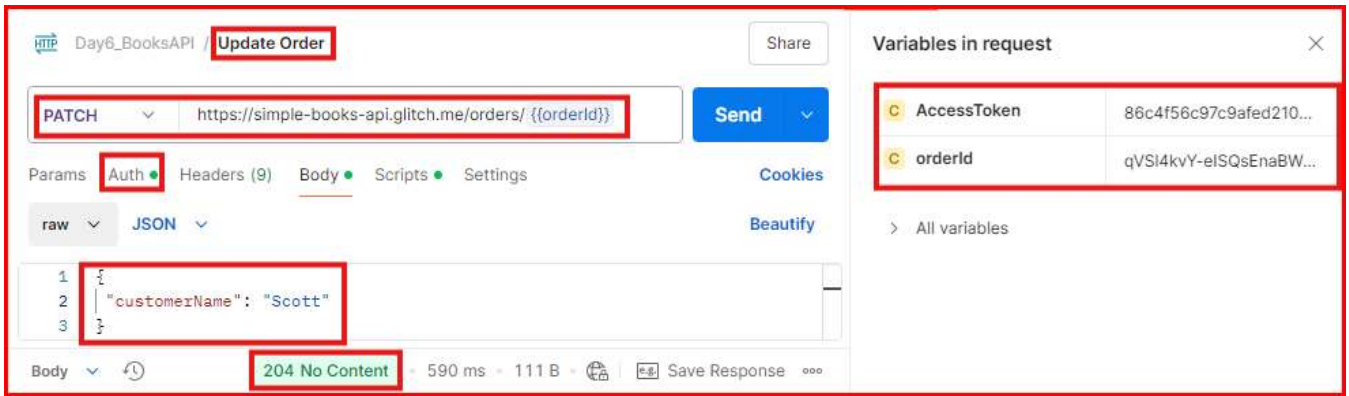 HTTP Day6_BooksAPI / Update Order Share
PATCH https://simple-books-api.glitch.me/orders/ {{orderId}} Send
Params Auth Headers (9) Body Scripts Settings Cookies
raw JSON Beautify
1 {
2 "customerName": "Scott"
3 }
Body 204 No Content 590 ms 111 B e.g. Save Response
Variables in request
C AccessToken 86c4f56c97c9afed210...
C orderId qVSI4kvY-eISQsEnaBW...
All variables